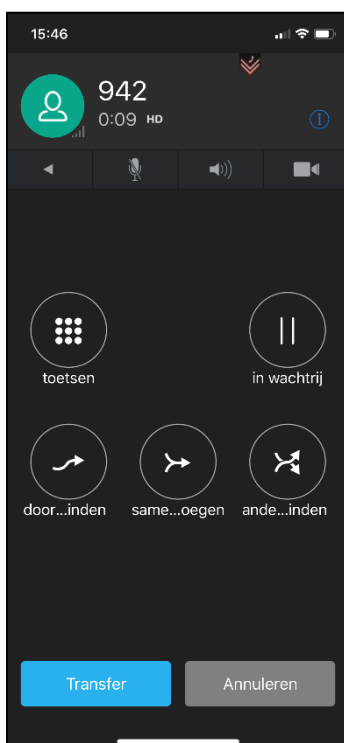 15:46
942
0:09 HD
toetsen
in wachtrij
door...inden
same...oegen
ande...inden
Transfer
Annuleren